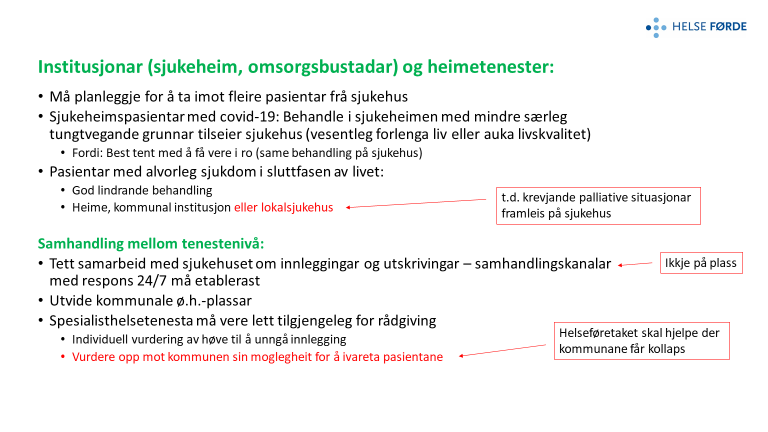 HELSE FØRDE
Institusjonar (sjukeheim, omsorgsbustadar) og heimetenester:
• Må planleggje for å ta imot fleire pasientar frå sjukehus
• Sjukeheimspasientar med covid-19: Behandle i sjukeheimen med mindre særleg
tungtvegande grunnar tilseier sjukehus (vesentleg forlenga liv eller auka livskvalitet)
• Fordi: Best tent med å få vere i ro (same behandling på sjukehus)
• Pasientar med alvorleg sjukdom i sluttfasen av livet:
• God lindrande behandling
• Heime, kommunal institusjon eller lokalsjukehus
t.d. krevjande palliative situasjonar
framleis på sjukehus
Samhandling mellom tenestenivå:
• Tett samarbeid med sjukehuset om innleggingar og utskrivingar – samhandlingskanalar
med respons 24/7 må etablerast
Ikkje på plass
• Utvide kommunale ø.h.-plassar
• Spesialisthelsetenesta må vere lett tilgjengeleg for rådgiving
• Individuell vurdering av høve til å unngå innlegging
• Vurdere opp mot kommunen sin moglegheit for å ivareta pasientane
Helseføretaket skal hjelpe der
kommunane får kollaps